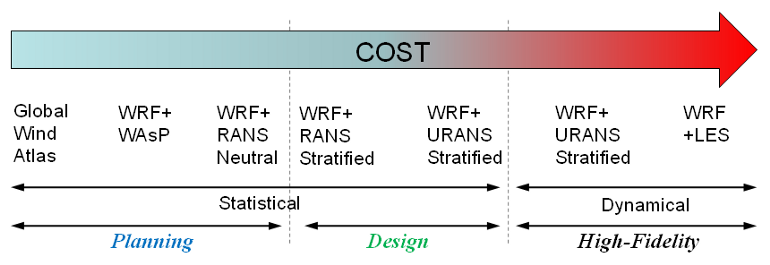 COST
Global
Wind
Atlas
WRF+
WAsP
WRF+
RANS
Neutral
WRF+
RANS
Stratified
WRF+
URANS
Stratified
WRF+
URANS
Stratified
WRF
+LES
Statistical
Dynamical
Planning
Design
High-Fidelity